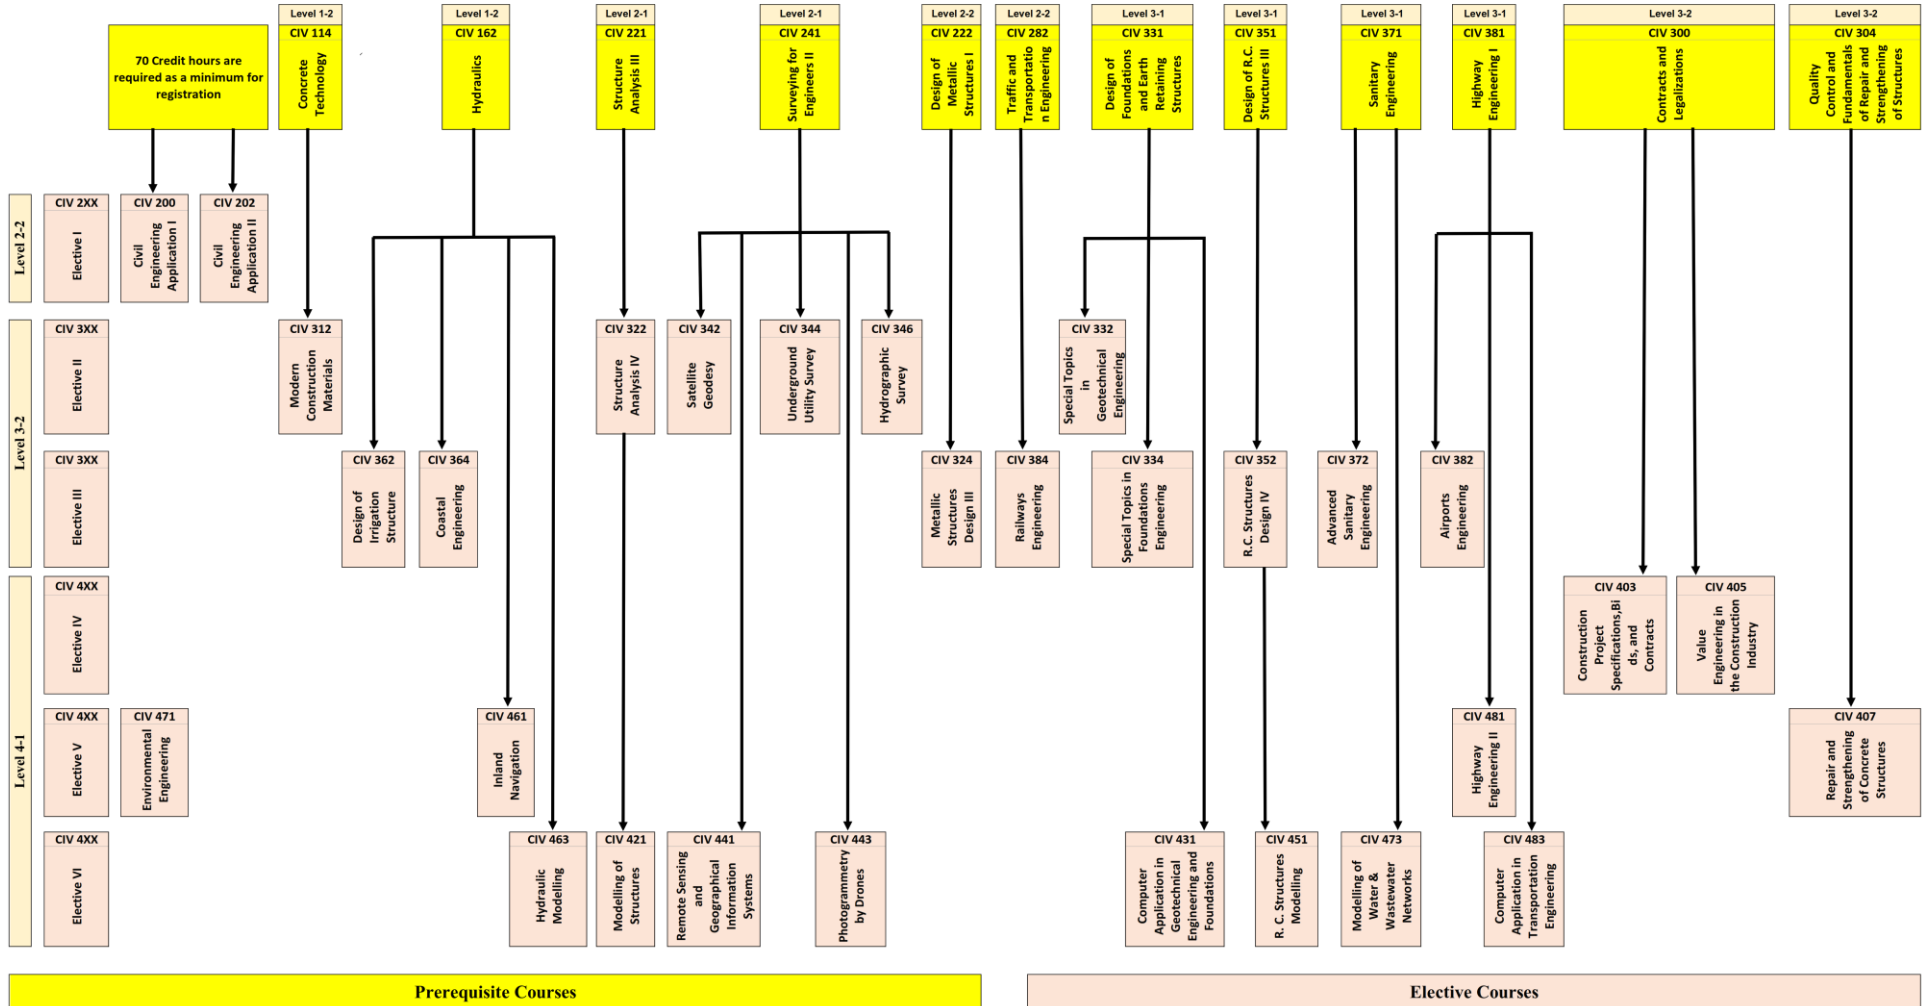 Level 1-2
Level 1-2
Level 2-1
Level 2-1
Level 2-2
Level 2-2
Level 3-1
Level 3-1
Level 3-1
Level 3-1
Level 3-2
Level 3-2
70 Credit hours are
required as a minimum for
registration
CIV 114
Concrete
Technology
CIV 162
Hydraulics
CIV 221
Structure
Analysis III
CIV 241
Surveying for
Engineers II
CIV 222
Design of
Metallic
Structures I
CIV 282
Traffic and
Transportatio
n Engineering
CIV 331
Design of
Foundations
and Earth
Retaining
Structures
CIV 351
Design of R.C.
Structures III
CIV 371
Sanitary
Engineering
CIV 381
Highway
Engineering I
CIV 300
Contracts and
Legalizations
CIV 304
Quality
Control and
Fundamentals
of Repair and
Strengthening
of Structures
Level 2-2
CIV 2XX
Elective I
CIV 200
Civil
Engineering
Application I
CIV 202
Civil
Engineering
Application II
Level 3-2
CIV 3XX
Elective II
CIV 312
Modern
Construction
Materials
CIV 322
Structure
Analysis IV
CIV 342
Satellite
Geodesy
CIV 344
Underground
Utility Survey
CIV 346
Hydrographic
Survey
CIV 332
Special Topics
in
Geotechnical
Engineering
CIV 3XX
Elective III
CIV 362
Design of
Irrigation
Structure
CIV 364
Coastal
Engineering
CIV 324
Metallic
Structures
Design III
CIV 384
Railways
Engineering
CIV 334
Special Topics in
Foundations
Engineering
CIV 352
R.C. Structures
Design IV
CIV 372
Advanced
Sanitary
Engineering
CIV 382
Airports
Engineering
Level 4-1
CIV 4XX
Elective IV
CIV 403
Construction
Project
Specifications,Bi
ds, and
Contracts
CIV 405
Value
Engineering in
the Construction
Industry
CIV 4XX
Elective V
CIV 471
Environmental
Engineering
CIV 461
Inland
Navigation
CIV 481
Highway
Engineering II
CIV 407
Repair and
Strengthening
of Concrete
Structures
CIV 4XX
Elective VI
CIV 463
Hydraulic
Modelling
CIV 421
Modelling of
Structures
CIV 441
Remote Sensing
and
Geographical
Information
Systems
CIV 443
Photogrammetry
by Drones
CIV 431
Computer
Application in
Geotechnical
Engineering and
Foundations
CIV 451
R. C. Structures
Modelling
CIV 473
Modelling of
Water &
Wastewater
Networks
CIV 483
Computer
Application in
Transportation
Engineering
Prerequisite Courses
Elective Courses